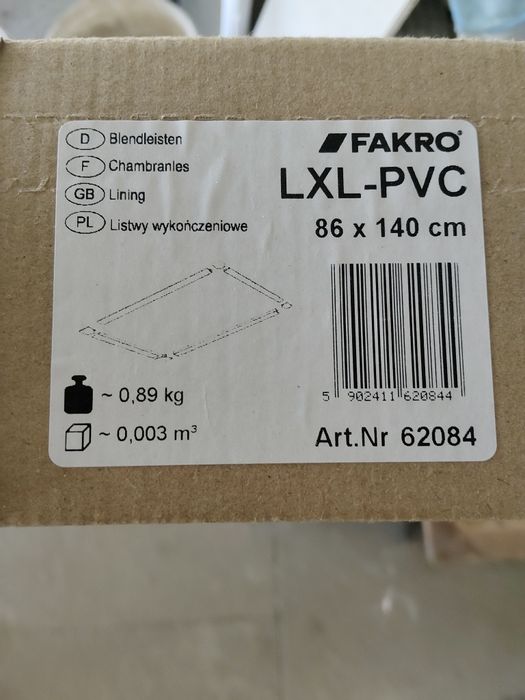 D Blendleisten
F Chambranles
GB Lining
PL Listwy wykończeniowe
FAKRO®
LXL-PVC
86 x 140 cm
5 902411 620844
~ 0,89 kg
~ 0,003 m³
Art.Nr 62084